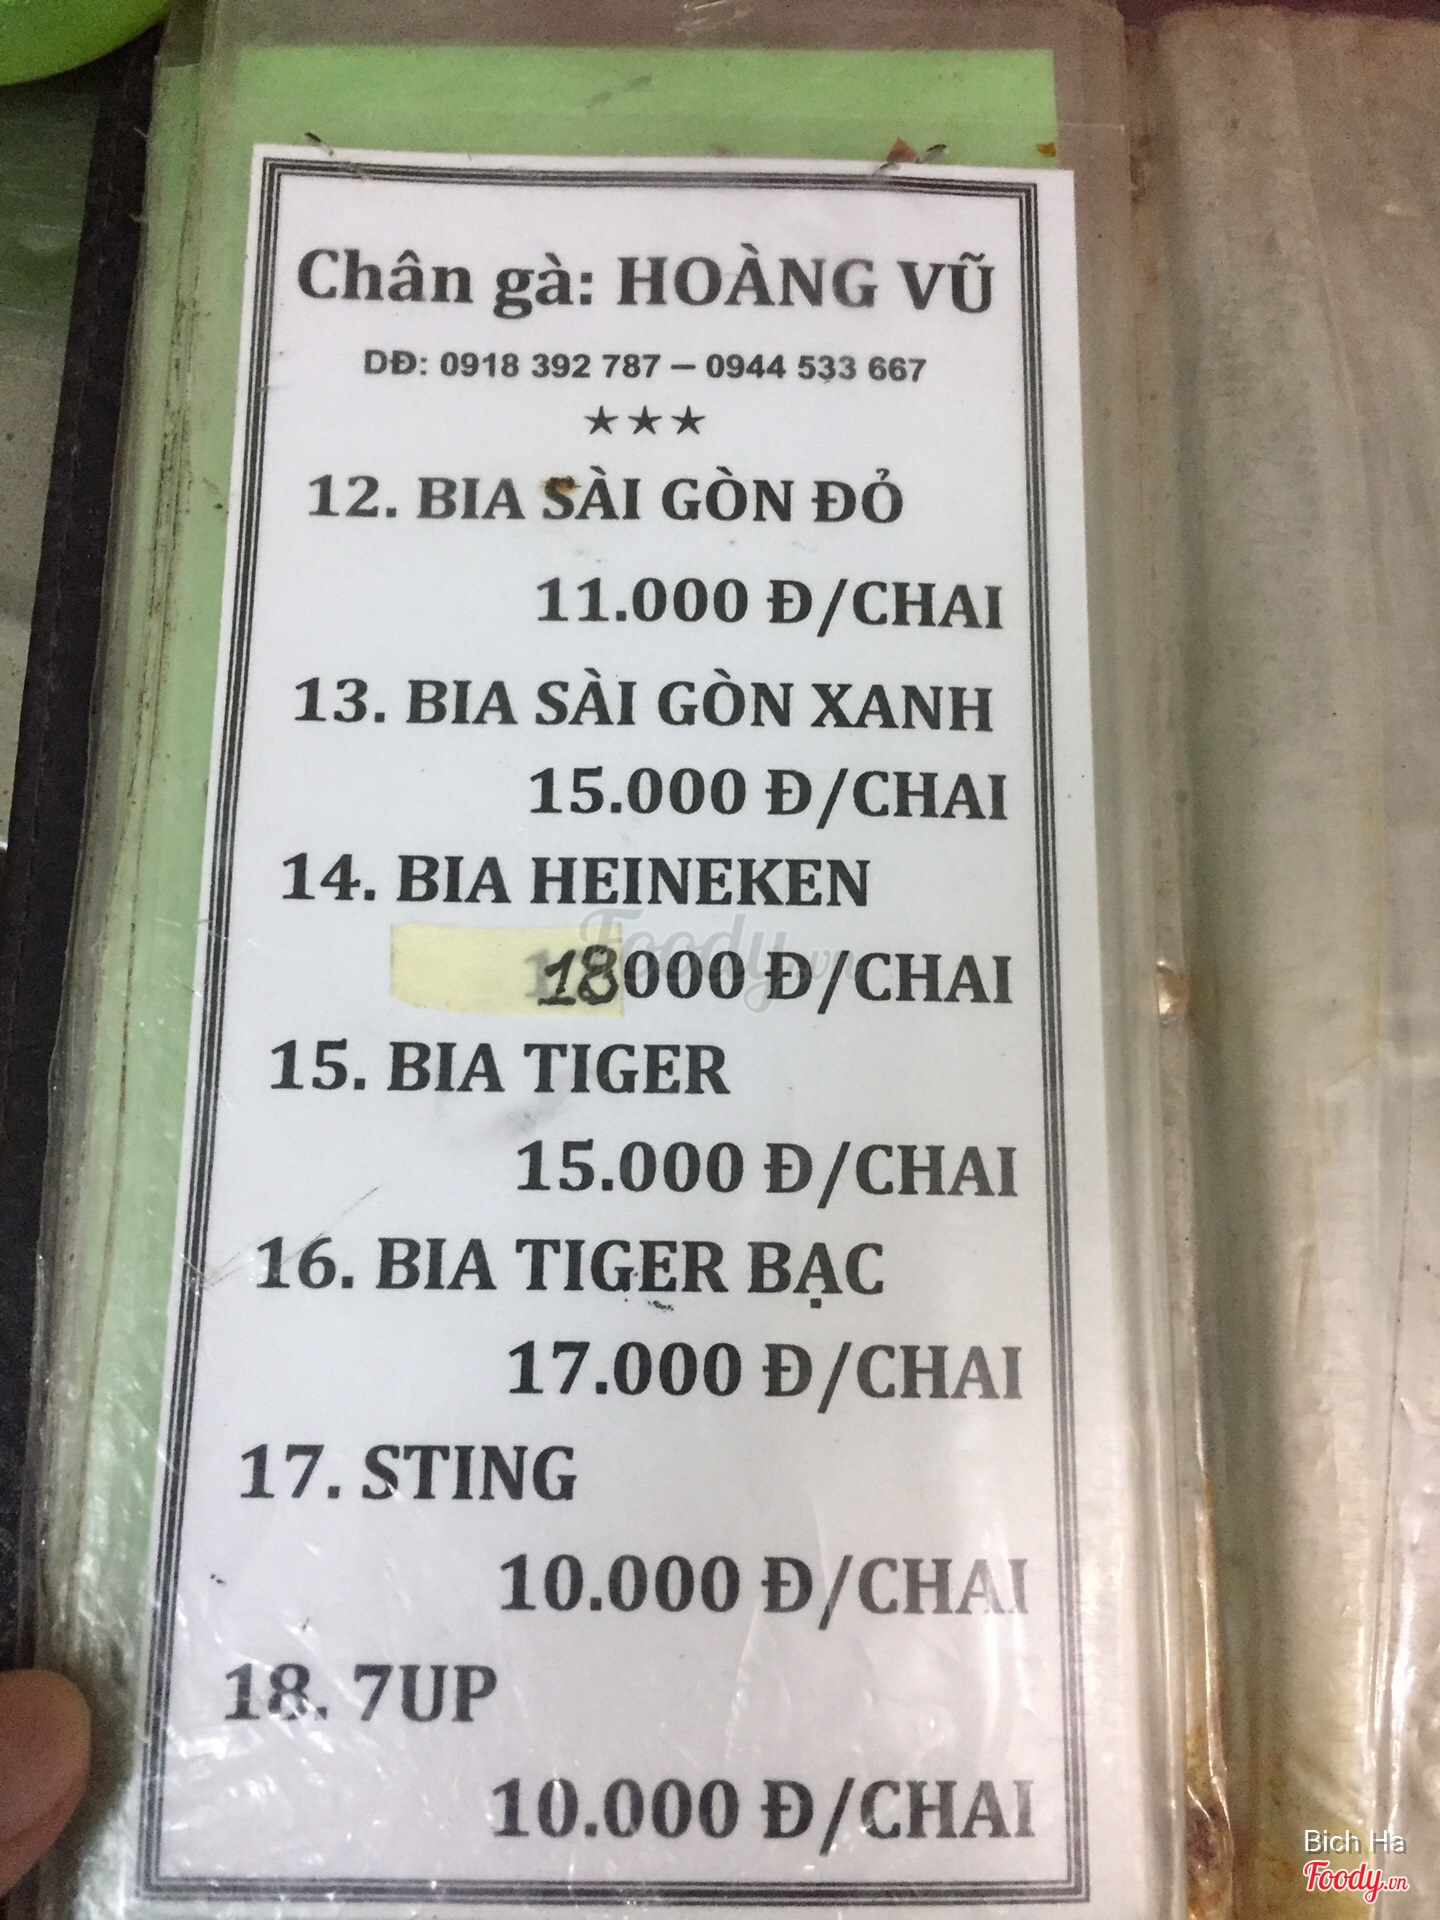 Chân gà: HOÀNG VŨ
DĐ: 0918 392 787 – 0944 533 667
★★★
12. BIA SÀI GÒN ĐỎ
11.000 Đ/CHAI
13. BIA SÀI GÒN XANH
15.000 Đ/CHAI
14. BIA HEINEKEN
18000 Đ/CHAI
15. BIA TIGER
15.000 Đ/CHAI
16. BIA TIGER BẠC
17.000 Đ/CHAI
17. STING
10.000 Đ/CHAI
18. 7UP
10.000 Đ/CHAI
Foody.vn
Bich Ha
Foody.vn